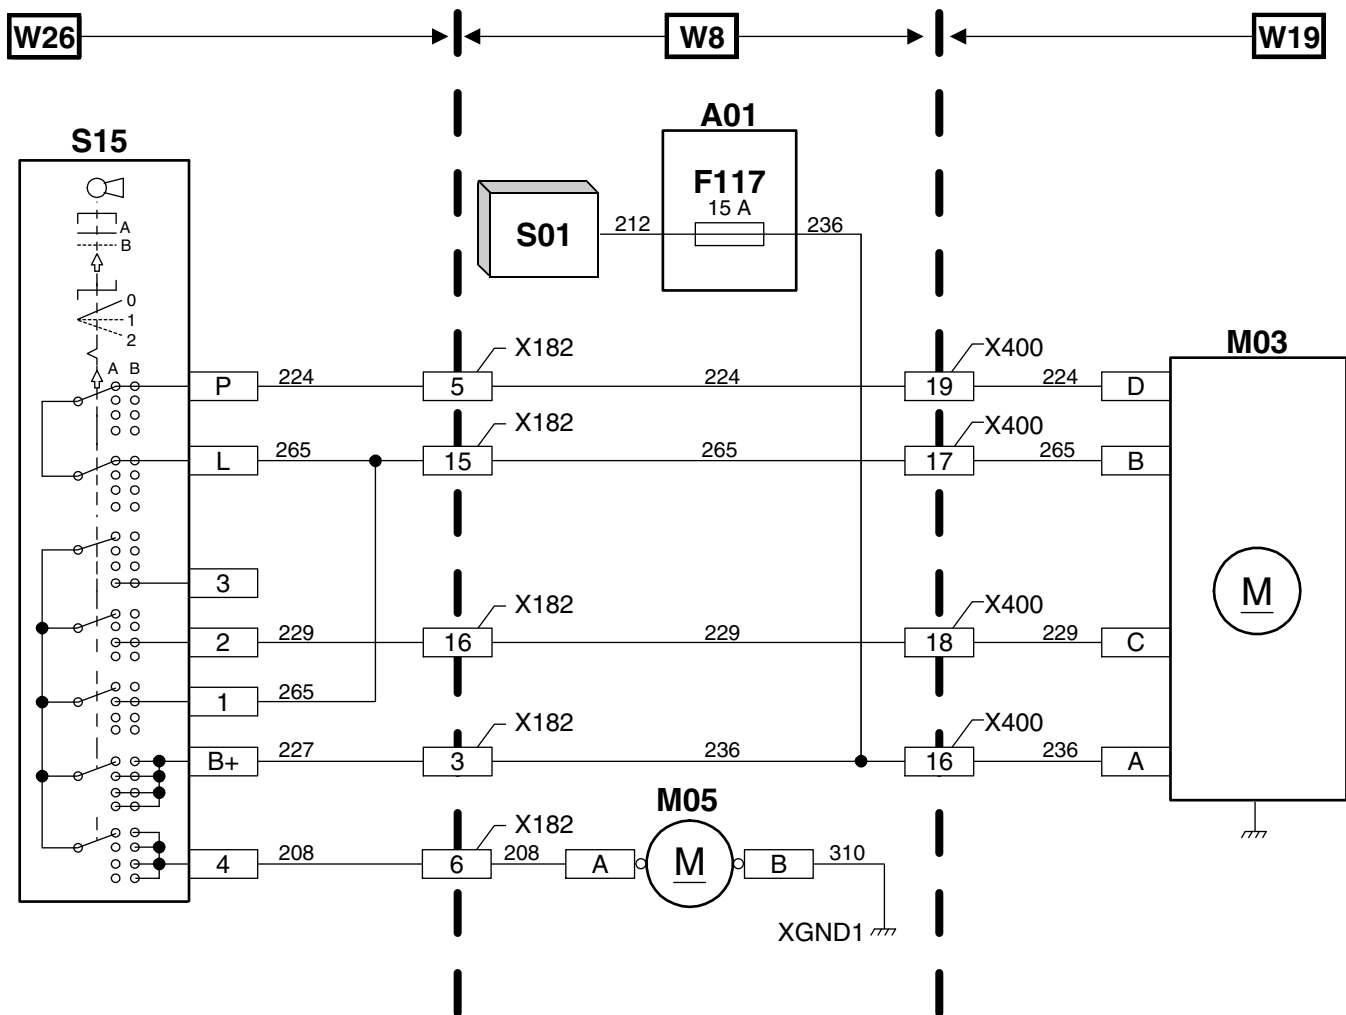 W26
W8
W19
S15
A01
F117
15 A
S01
212
236
A
B
0
1
2
A B
M03
X182
X400
P
224
5
224
19
224
D
X182
X400
L
265
15
265
17
265
B
3
X182
X400
2
229
16
229
18
229
C
M
1
265
X182
X400
B+
227
3
236
16
236
A
M05
X182
4
208
6
208
A
M
B
310
XGND1